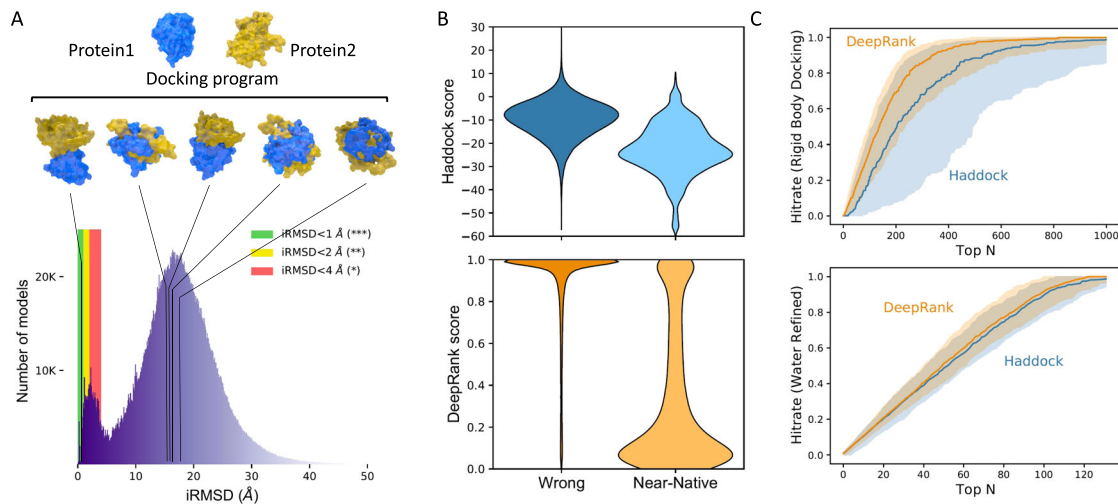 A
Protein1
Protein2
Docking program
iRMSD<1 Å (***)
iRMSD<2 Å (**)
iRMSD<4 Å (*)
Number of models
20K
10K
0
10
20
30
40
50
iRMSD (Å)
B
Haddock score
30
20
10
0
−10
−20
−30
−40
−50
−60
DeepRank score
1.0
0.8
0.6
0.4
0.2
0.0
Wrong
Near-Native
C
Hitrate (Rigid Body Docking)
1.0
0.8
0.6
0.4
0.2
0.0
DeepRank
Haddock
0
200
400
600
800
1000
Top N
Hitrate (Water Refined)
1.0
0.8
0.6
0.4
0.2
0.0
DeepRank
Haddock
0
20
40
60
80
100
120
Top N